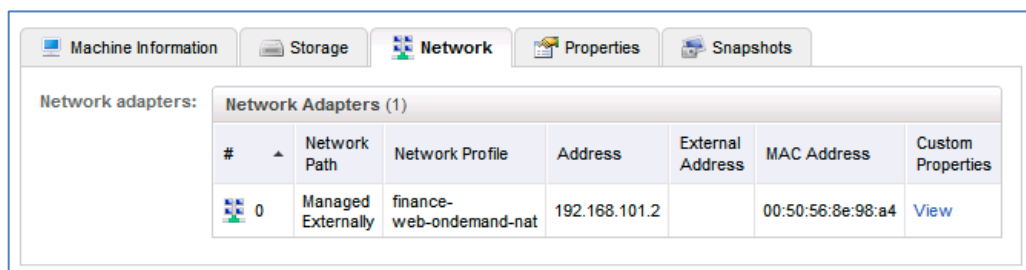 Machine Information Storage Network Properties Snapshots
Network adapters: Network Adapters (1)
# Network Path Network Profile Address External Address MAC Address Custom Properties
0 Managed Externally finance-web-ondemand-nat 192.168.101.2 00:50:56:8e:98:a4 View